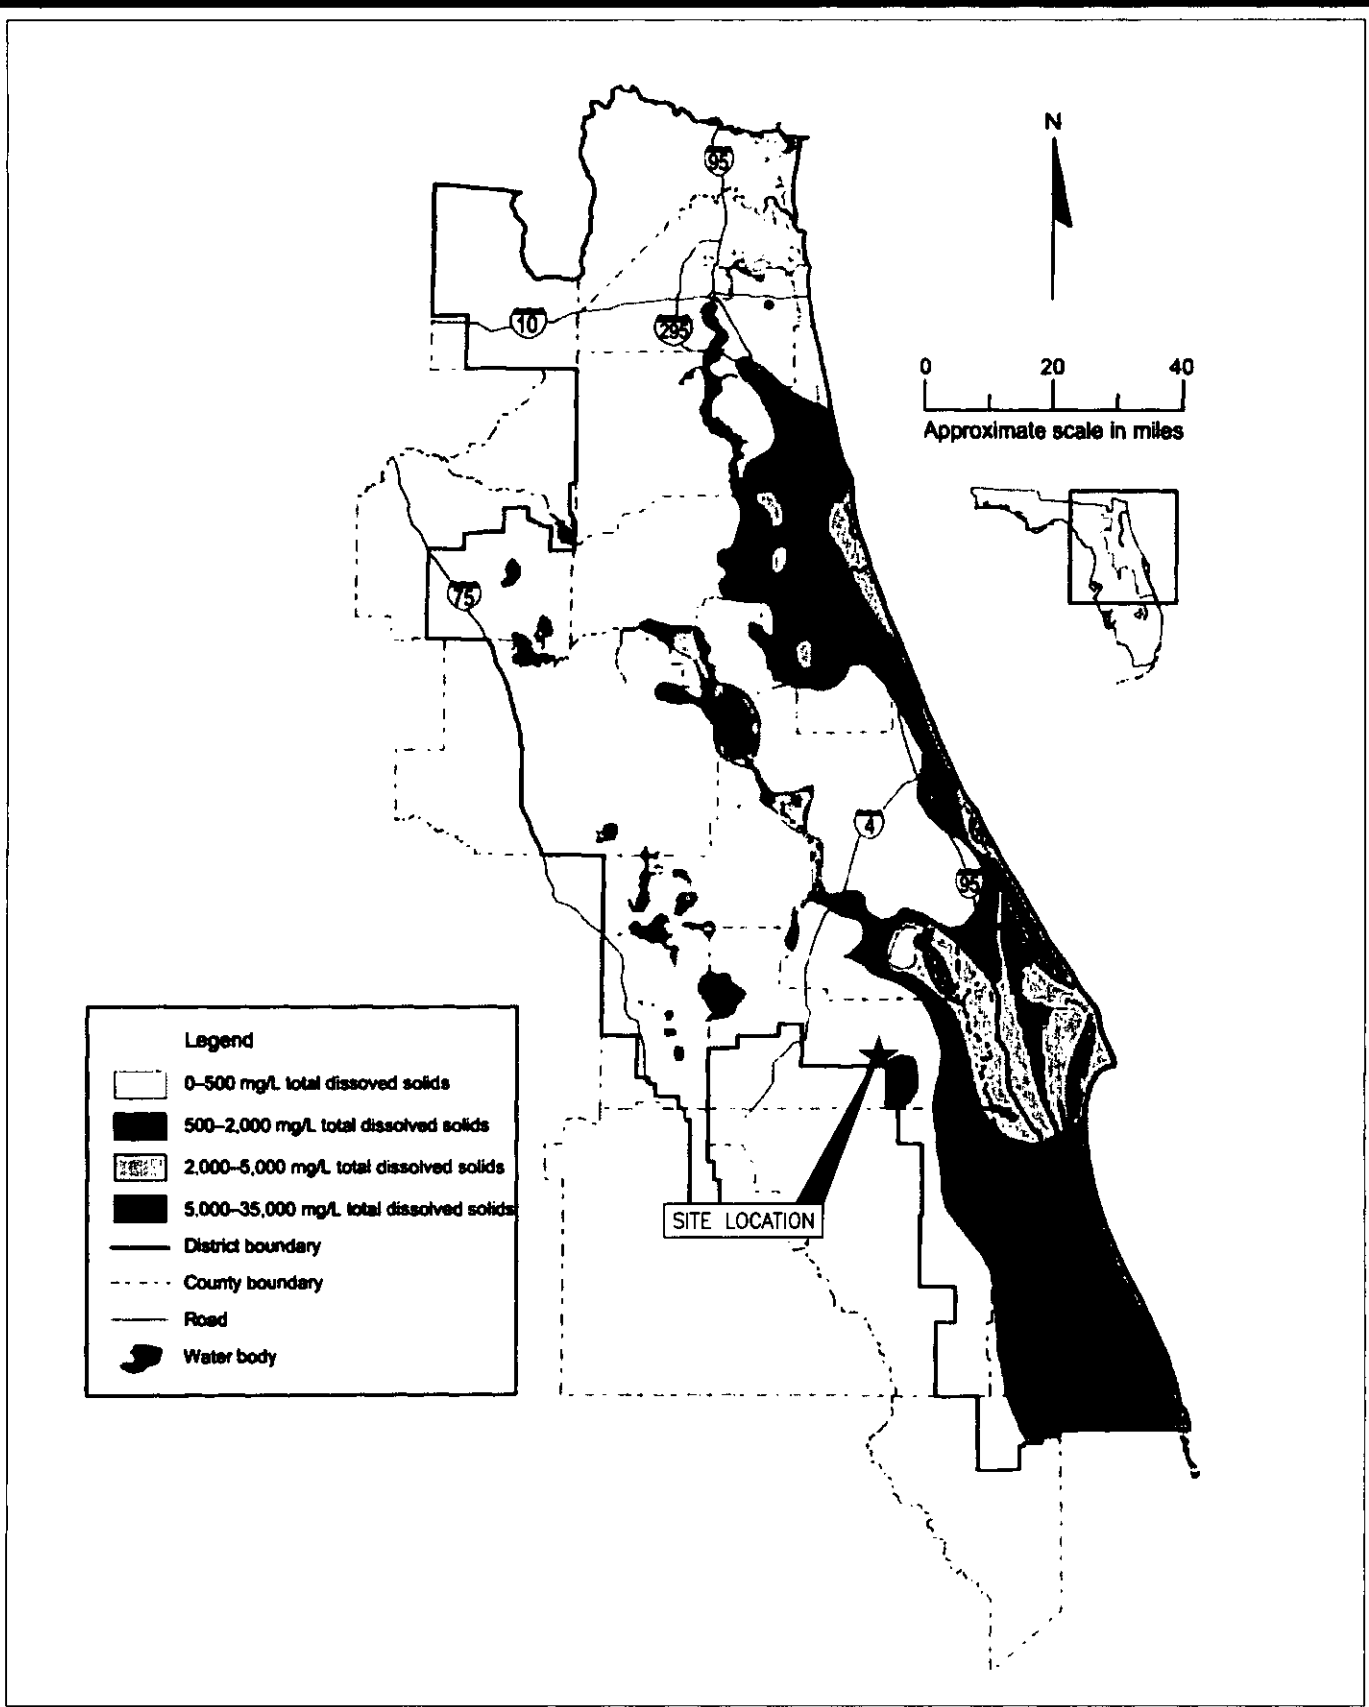 N
95
10
295
0 20 40
Approximate scale in miles
75
4
95
Legend
0–500 mg/L total dissoved solids
500–2,000 mg/L total dissolved solids
2,000–5,000 mg/L total dissolved solids
5,000–35,000 mg/L total dissolved solids
District boundary
County boundary
Road
Water body
SITE LOCATION